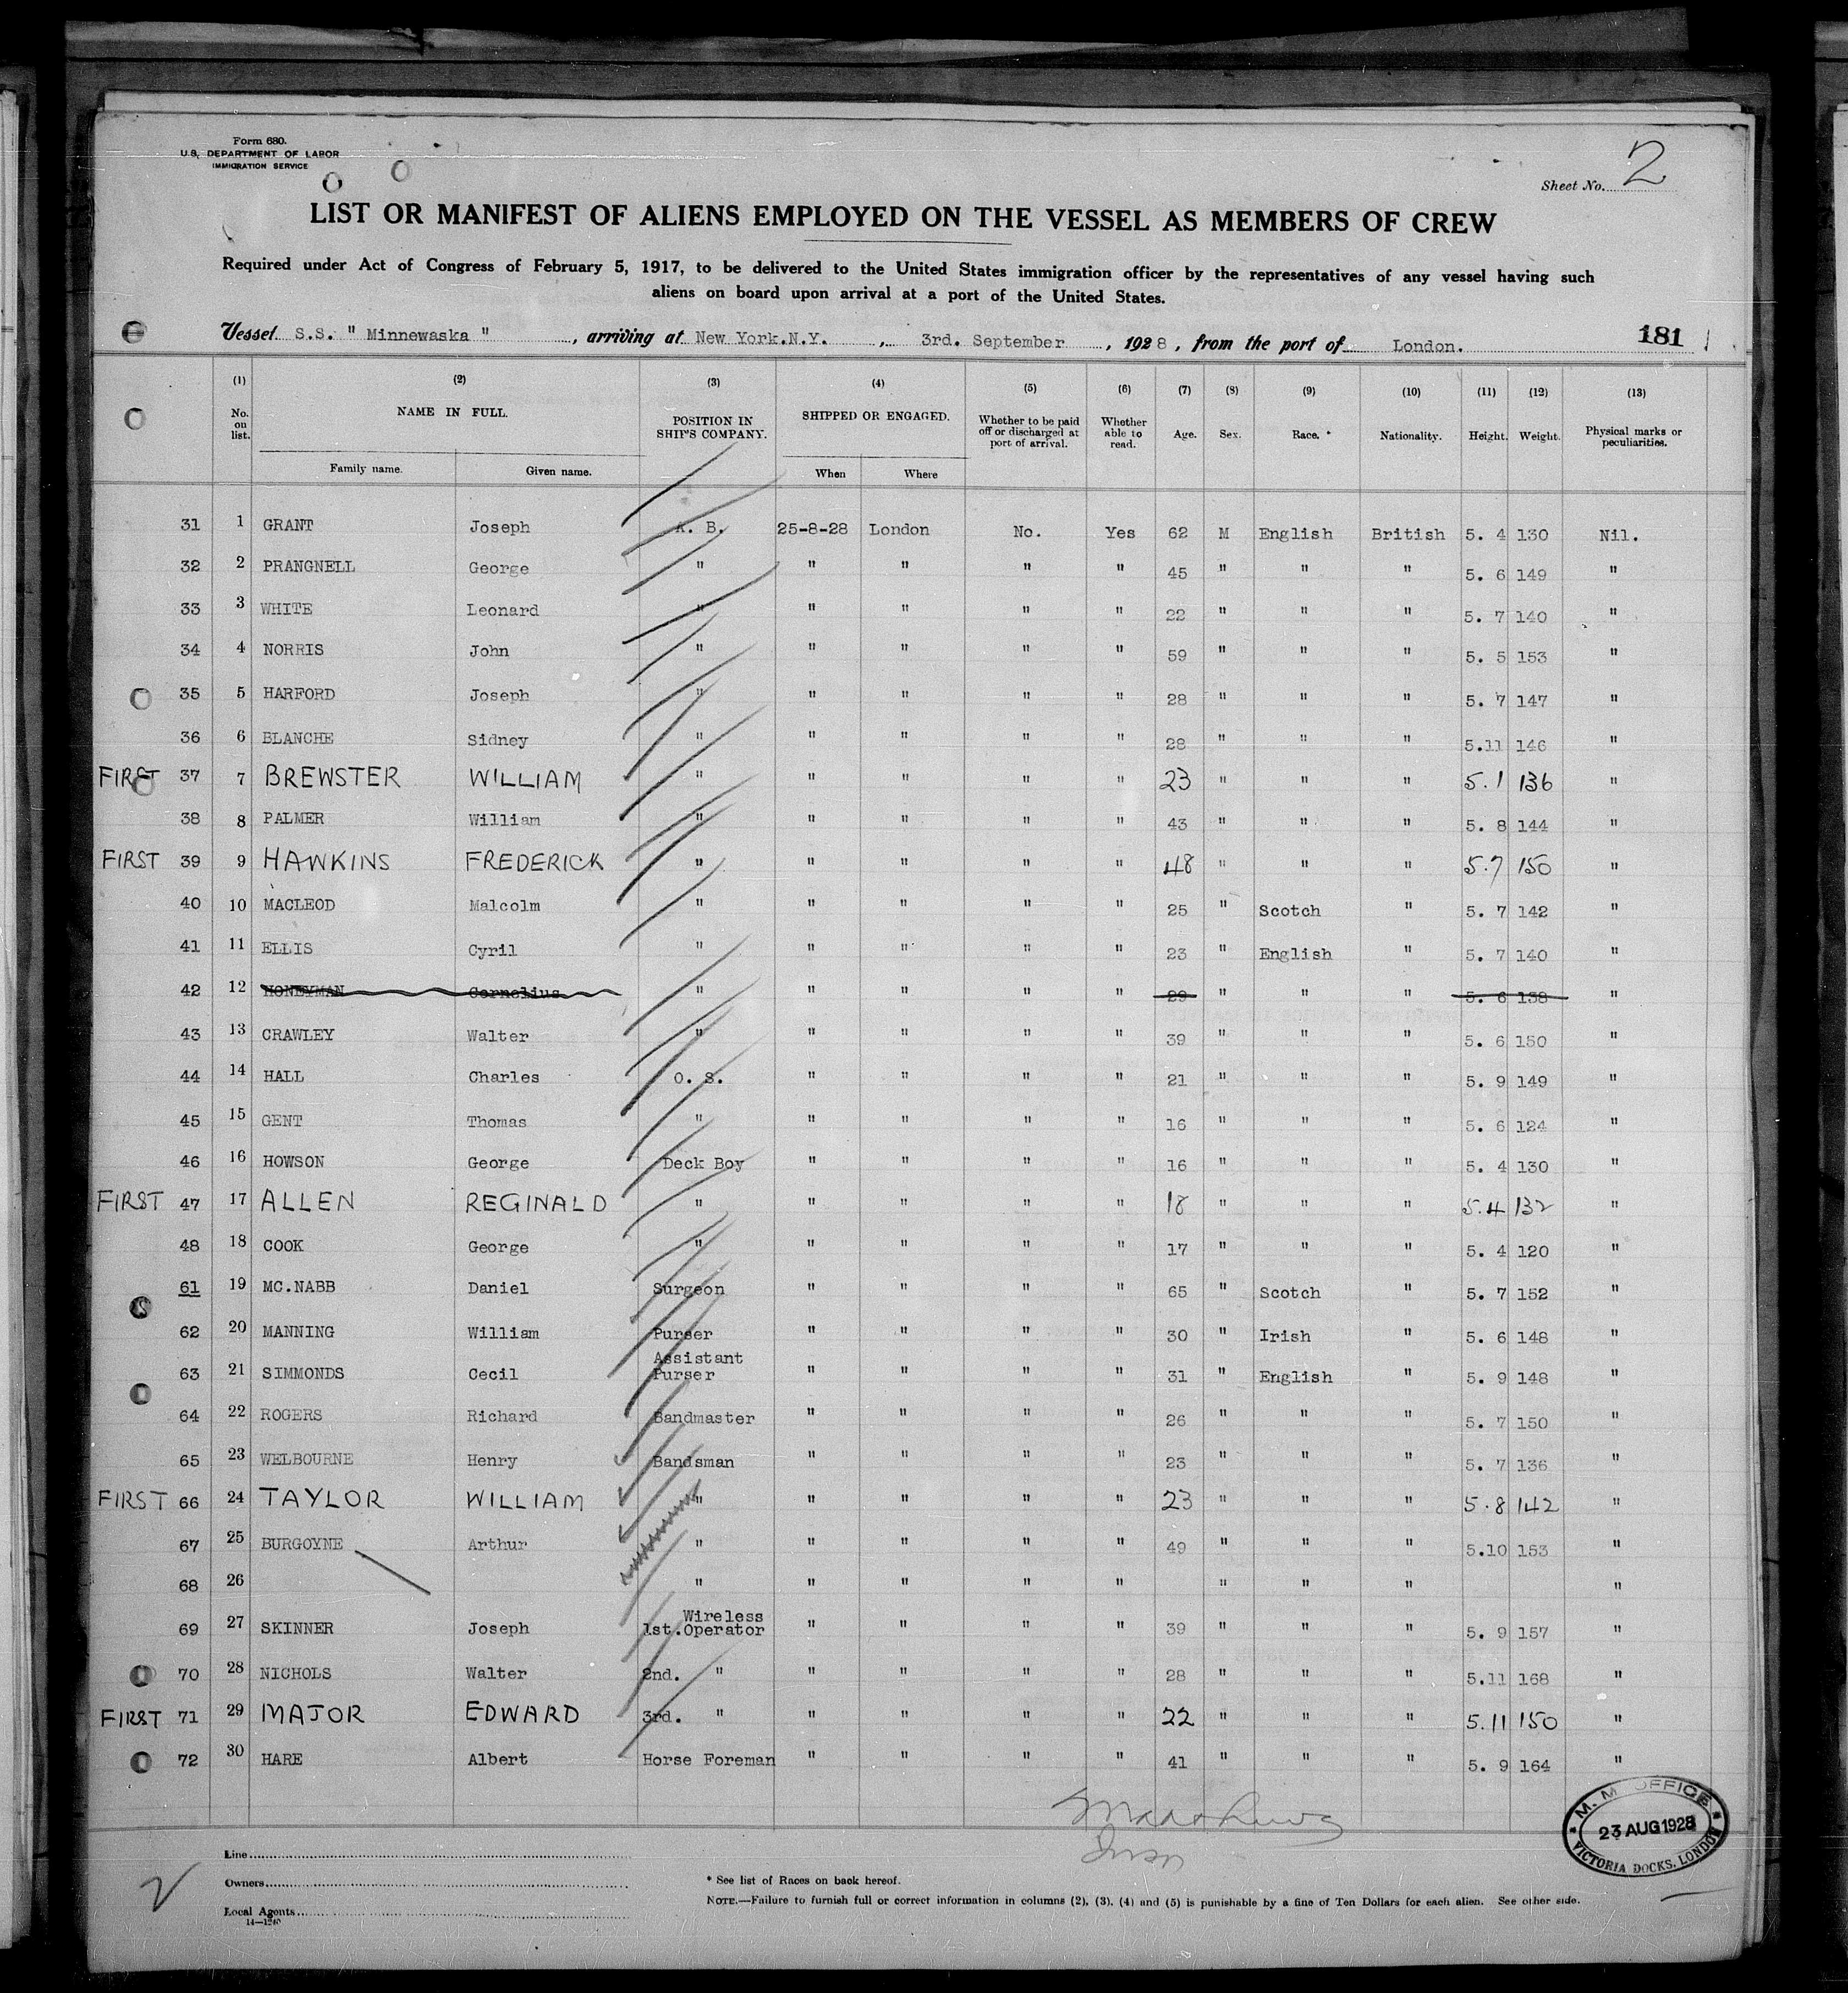 Form 680.
U.S. DEPARTMENT OF LABOR
IMMIGRATION SERVICE
Sheet No. 2
LIST OR MANIFEST OF ALIENS EMPLOYED ON THE VESSEL AS MEMBERS OF CREW
Required under Act of Congress of February 5, 1917, to be delivered to the United States immigration officer by the representatives of any vessel having such
aliens on board upon arrival at a port of the United States.
Vessel S.S. " Minnewaska ", arriving at New York.N.Y., 3rd. September, 1928, from the port of London. 181
(1) (2) (3) (4) (5) (6) (7) (8) (9) (10) (11) (12) (13)
No. on list. NAME IN FULL. POSITION IN SHIP'S COMPANY. SHIPPED OR ENGAGED. Whether to be paid off or discharged at port of arrival. Whether able to read. Age. Sex. Race.* Nationality. Height. Weight. Physical marks or peculiarities.
Family name. Given name. When Where
31 1 GRANT Joseph A. B. 25-8-28 London No. Yes 62 M English British 5. 4 130 Nil.
32 2 PRANGNELL George " " " " " 45 " " " 5. 6 149 "
33 3 WHITE Leonard " " " " " 22 " " " 5. 7 140 "
34 4 NORRIS John " " " " " 59 " " " 5. 5 153 "
35 5 HARFORD Joseph " " " " " 28 " " " 5. 7 147 "
36 6 BLANCHE Sidney " " " " " 28 " " " 5.11 146 "
FIRST 37 7 BREWSTER WILLIAM " " " " " 23 " " " 5.1 136 "
38 8 PALMER William " " " " " 43 " " " 5. 8 144 "
FIRST 39 9 HAWKINS FREDERICK " " " " " 48 " " " 5.7 150 "
40 10 MACLEOD Malcolm " " " " " 25 " Scotch " 5. 7 142 "
41 11 ELLIS Cyril " " " " " 23 " English " 5. 7 140 "
42 12 HONEYMAN Cornelius " " " " " 29 " " " 5. 6 138 "
43 13 CRAWLEY Walter " " " " " 39 " " " 5. 6 150 "
44 14 HALL Charles O. S. " " " " 21 " " " 5. 9 149 "
45 15 GENT Thomas " " " " " 16 " " " 5. 6 124 "
46 16 HOWSON George Deck Boy " " " " 16 " " " 5. 4 130 "
FIRST 47 17 ALLEN REGINALD " " " " " 18 " " " 5.4 132 "
48 18 COOK George " " " " " 17 " " " 5. 4 120 "
61 19 MC.NABB Daniel Surgeon " " " " 65 " Scotch " 5. 7 152 "
62 20 MANNING William Purser " " " " 30 " Irish " 5. 6 148 "
63 21 SIMMONDS Cecil Assistant Purser " " " " 31 " English " 5. 9 148 "
64 22 ROGERS Richard Bandmaster " " " " 26 " " " 5. 7 150 "
65 23 WELBOURNE Henry Bandsman " " " " 23 " " " 5. 7 136 "
FIRST 66 24 TAYLOR WILLIAM " " " " " 23 " " " 5.8 142 "
67 25 BURGOYNE Arthur " " " " " 49 " " " 5.10 153 "
68 26 " " " " " " " " "
69 27 SKINNER Joseph 1st. Wireless Operator " " " " 39 " " " 5. 9 157 "
70 28 NICHOLS Walter 2nd. " " " " " 28 " " " 5.11 168 "
FIRST 71 29 MAJOR EDWARD 3rd. " " " " " 22 " " " 5.11 150 "
72 30 HARE Albert Horse Foreman " " " " 41 " " " 5. 9 164 "
M. M. OFFICE
23 AUG 1928
VICTORIA DOCKS, LONDON
Line
Owners
Local Agents
14—1240
* See list of Races on back hereof.
NOTE.—Failure to furnish full or correct information in columns (2), (3), (4) and (5) is punishable by a fine of Ten Dollars for each alien. See other side.